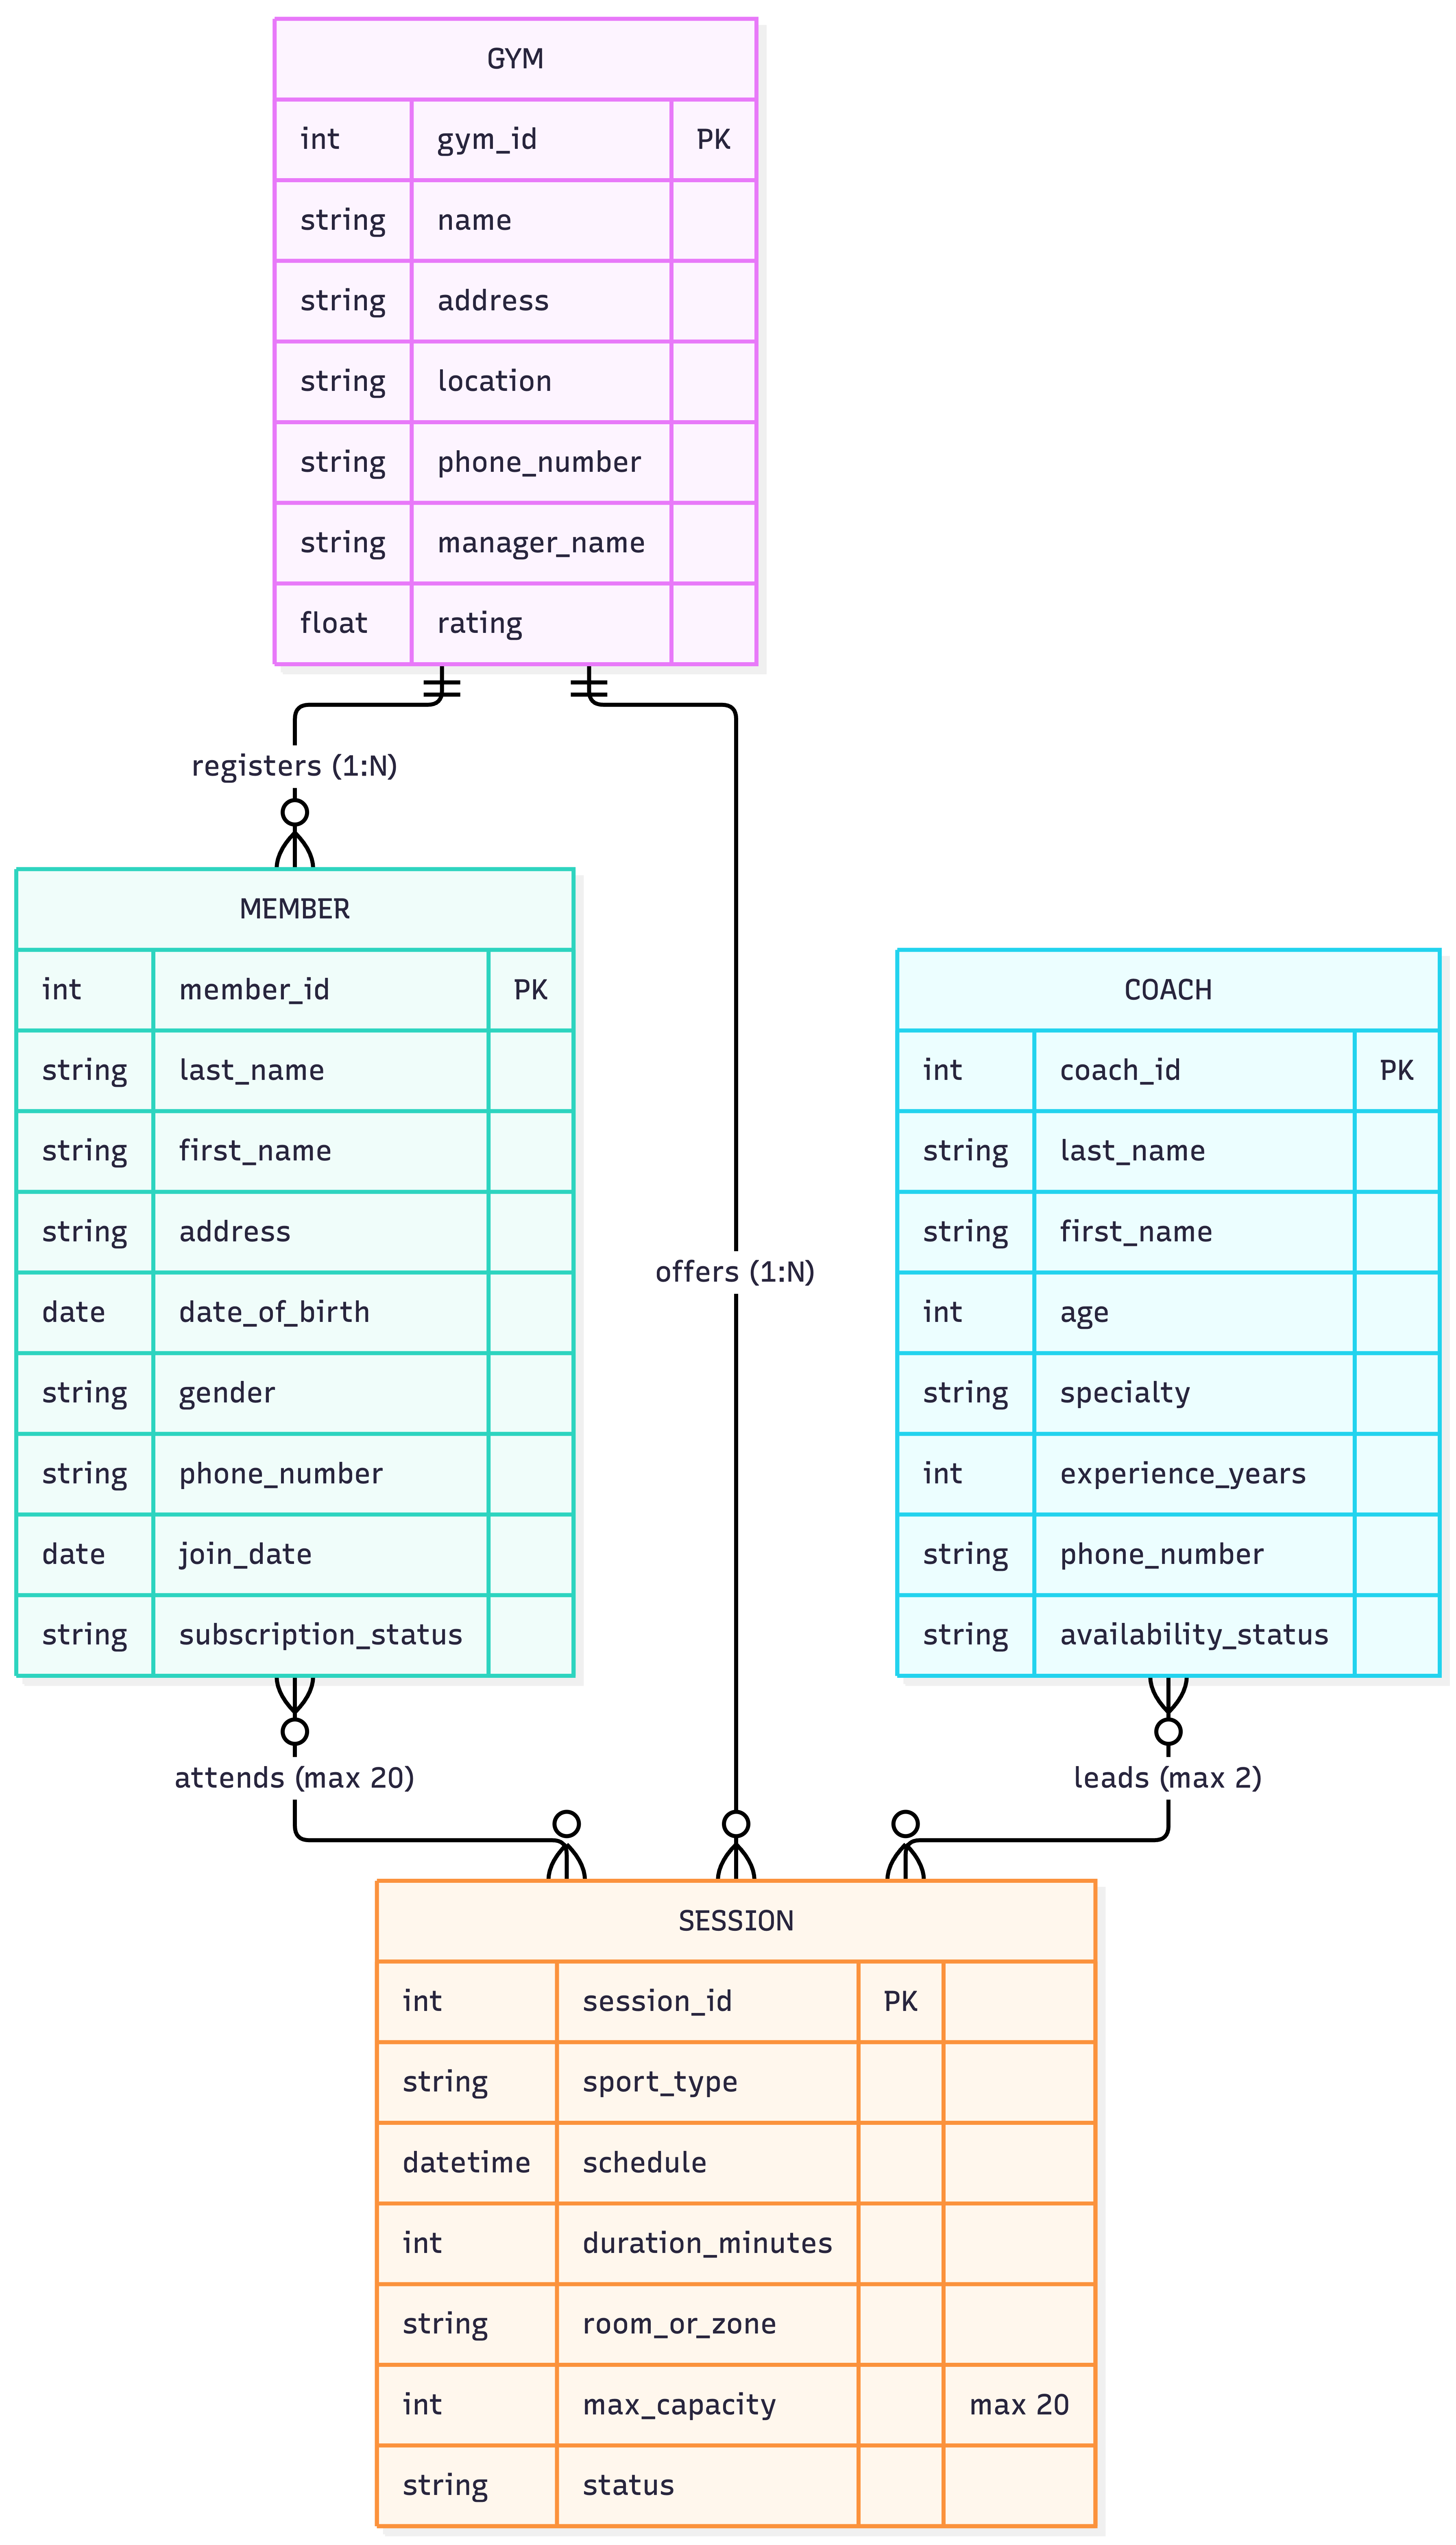 GYM
int gym_id PK
string name
string address
string location
string phone_number
string manager_name
float rating
registers (1:N)
MEMBER
int member_id PK
string last_name
string first_name
string address
date date_of_birth
string gender
string phone_number
date join_date
string subscription_status
offers (1:N)
COACH
int coach_id PK
string last_name
string first_name
int age
string specialty
int experience_years
string phone_number
string availability_status
attends (max 20)
leads (max 2)
SESSION
int session_id PK
string sport_type
datetime schedule
int duration_minutes
string room_or_zone
int max_capacity max 20
string status